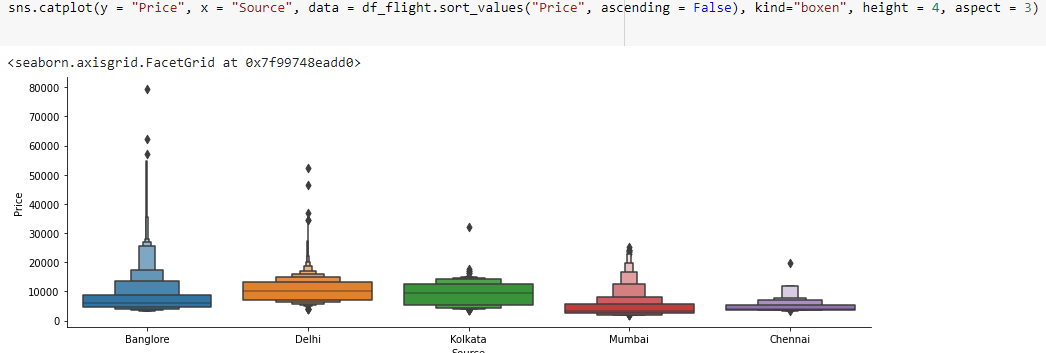 sns.catplot(y = "Price", x = "Source", data = df_flight.sort_values("Price", ascending = False), kind="boxen", height = 4, aspect = 3)
<seaborn.axisgrid.FacetGrid at 0x7f99748eadd0>
80000
70000
60000
50000
40000
30000
20000
10000
0
Price
Banglore Delhi Kolkata Mumbai Chennai
Source